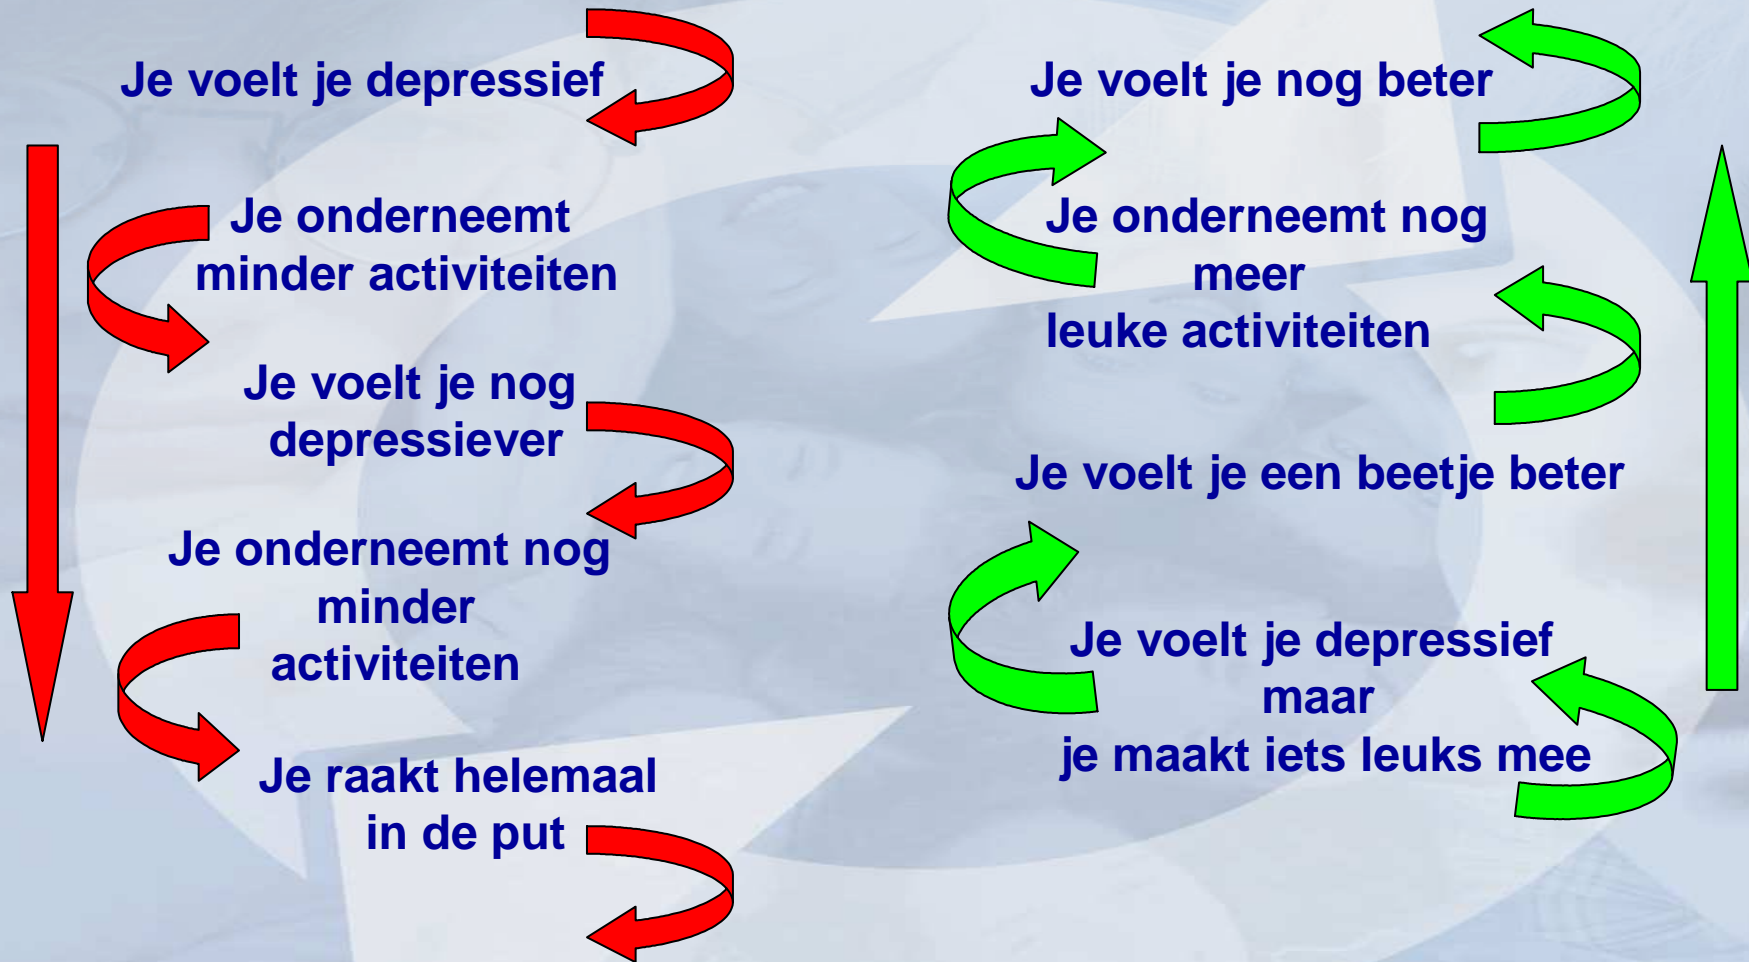 Je voelt je depressief
Je onderneemt
minder activiteiten
Je voelt je nog
depressiever
Je onderneemt nog
minder
activiteiten
Je raakt helemaal
in de put
Je voelt je nog beter
Je onderneemt nog
meer
leuke activiteiten
Je voelt je een beetje beter
Je voelt je depressief
maar
je maakt iets leuks mee